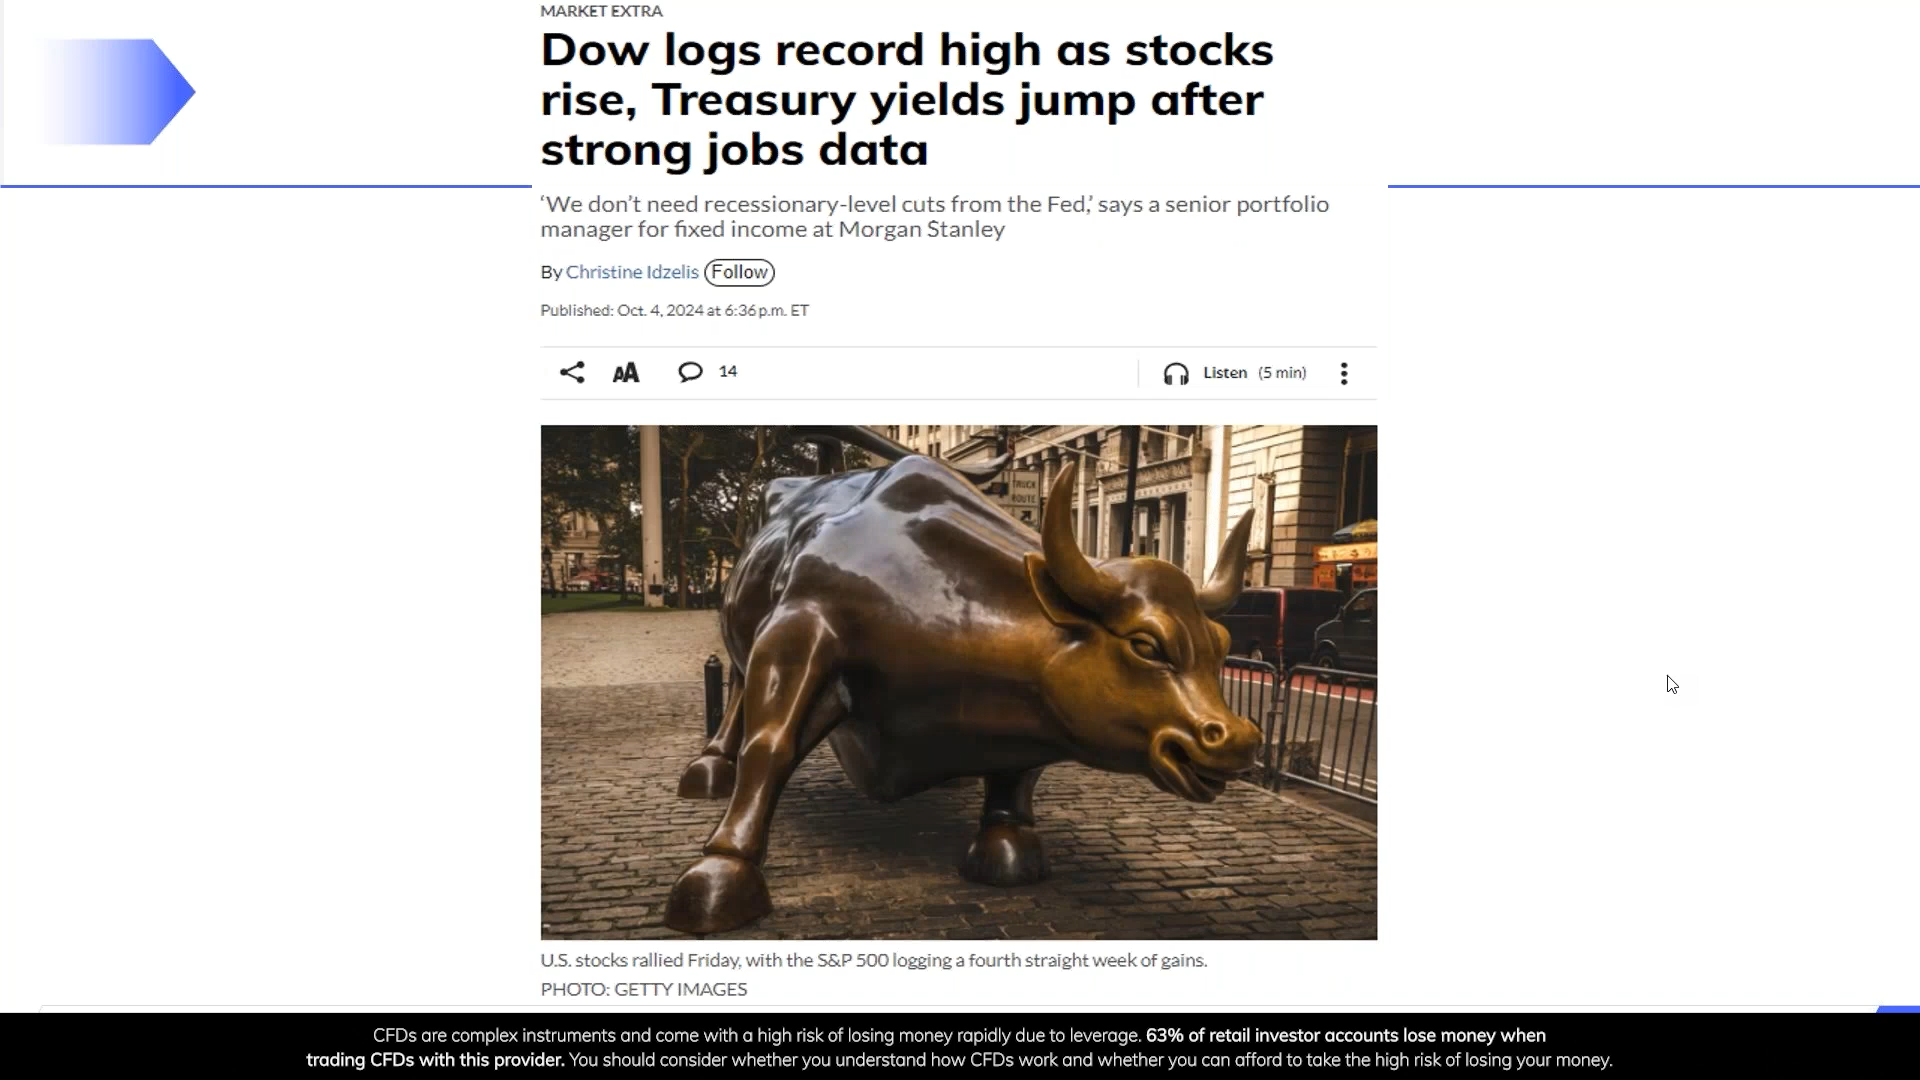 MARKET EXTRA
Dow logs record high as stocks
rise, Treasury yields jump after
strong jobs data
‘We don’t need recessionary-level cuts from the Fed,’ says a senior portfolio
manager for fixed income at Morgan Stanley
By Christine Idzelis Follow
Published: Oct. 4, 2024 at 6:36 p.m. ET
AA 14 Listen (5 min)
TRUCK
ROUTE
U.S. stocks rallied Friday, with the S&P 500 logging a fourth straight week of gains.
PHOTO: GETTY IMAGES
CFDs are complex instruments and come with a high risk of losing money rapidly due to leverage. 63% of retail investor accounts lose money when
trading CFDs with this provider. You should consider whether you understand how CFDs work and whether you can afford to take the high risk of losing your money.